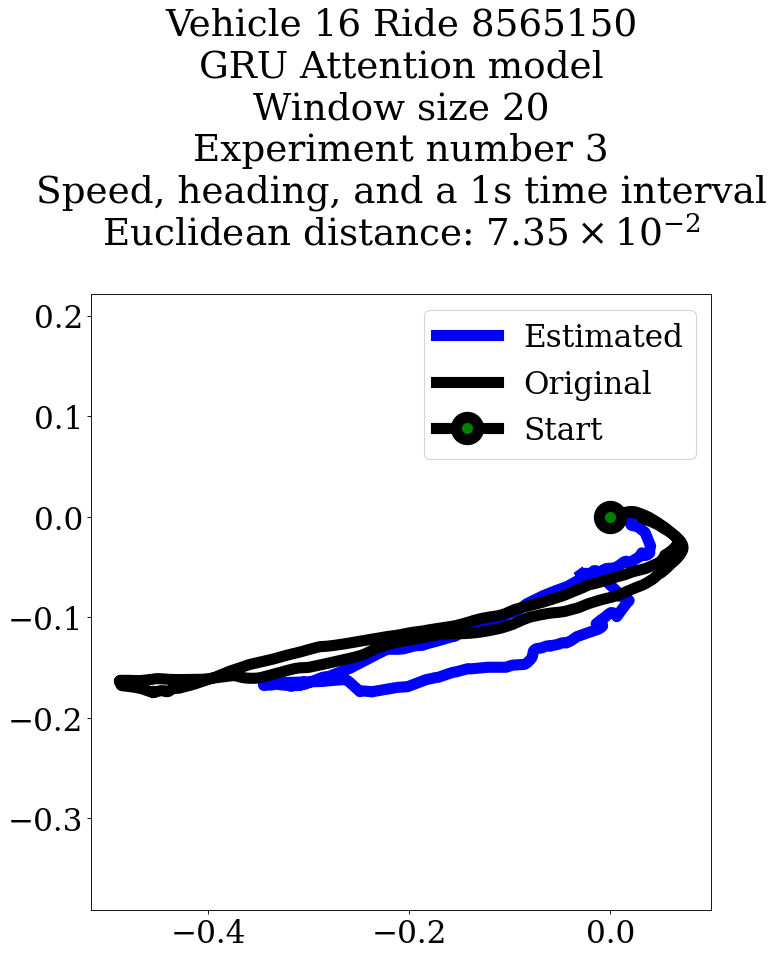 Vehicle 16 Ride 8565150
GRU Attention model
Window size 20
Experiment number 3
Speed, heading, and a 1s time interval
Euclidean distance: 7.35 × 10⁻²
Estimated
Original
Start
0.2
0.1
0.0
−0.1
−0.2
−0.3
−0.4
−0.2
0.0